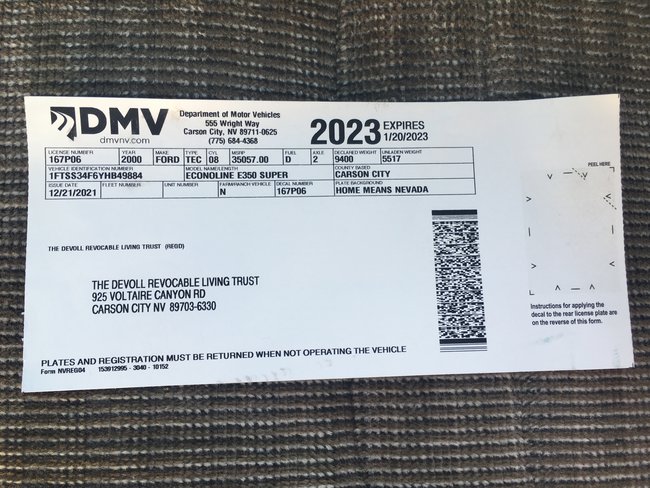 DMV
dmvnv.com
Department of Motor Vehicles
555 Wright Way
Carson City, NV 89711-0625
(775) 684-4368
2023 EXPIRES
1/20/2023
LICENSE NUMBER YEAR MAKE TYPE CYL MSRP FUEL AXLE DECLARED WEIGHT UNLADEN WEIGHT
167P06 2000 FORD TEC 08 35057.00 D 2 9400 5517
VEHICLE IDENTIFICATION NUMBER MODEL NAME/LENGTH COUNTY BASED
1FTSS34F6YHB49884 ECONOLINE E350 SUPER CARSON CITY
ISSUE DATE FLEET NUMBER UNIT NUMBER FARM/RANCH VEHICLE DECAL NUMBER PLATE BACKGROUND
12/21/2021 N 167P06 HOME MEANS NEVADA
PEEL HERE
THE DEVOLL REVOCABLE LIVING TRUST (REGD)
THE DEVOLL REVOCABLE LIVING TRUST
925 VOLTAIRE CANYON RD
CARSON CITY NV 89703-6330
Instructions for applying the
decal to the rear license plate are
on the reverse of this form.
PLATES AND REGISTRATION MUST BE RETURNED WHEN NOT OPERATING THE VEHICLE
Form NVREG04 153912995 - 3040 - 10152